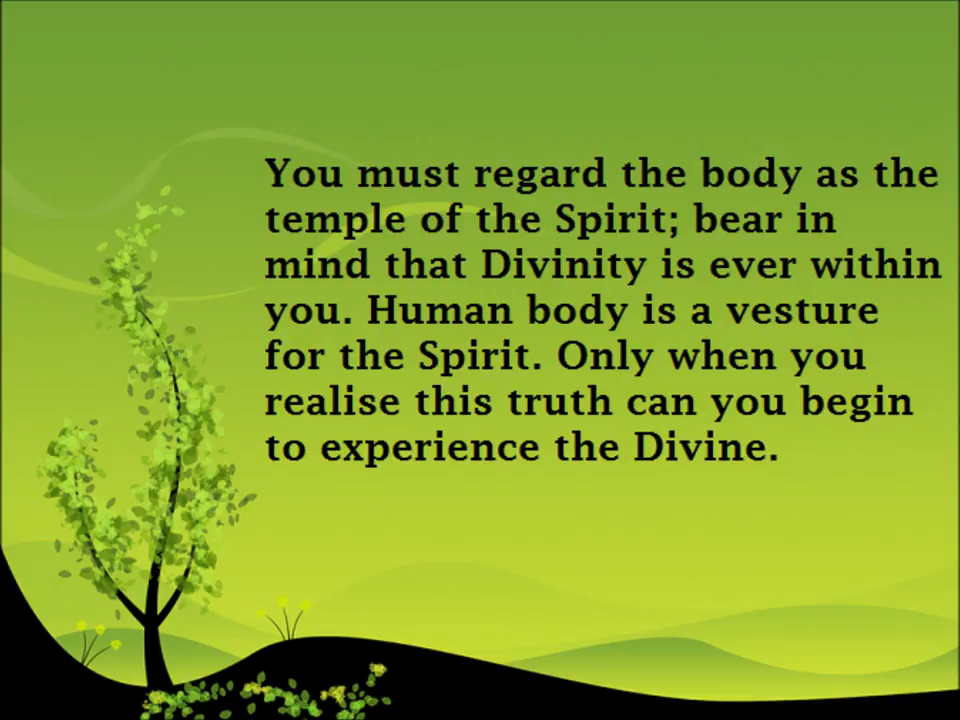 You must regard the body as the
temple of the Spirit; bear in
mind that Divinity is ever within
you. Human body is a vesture
for the Spirit. Only when you
realise this truth can you begin
to experience the Divine.